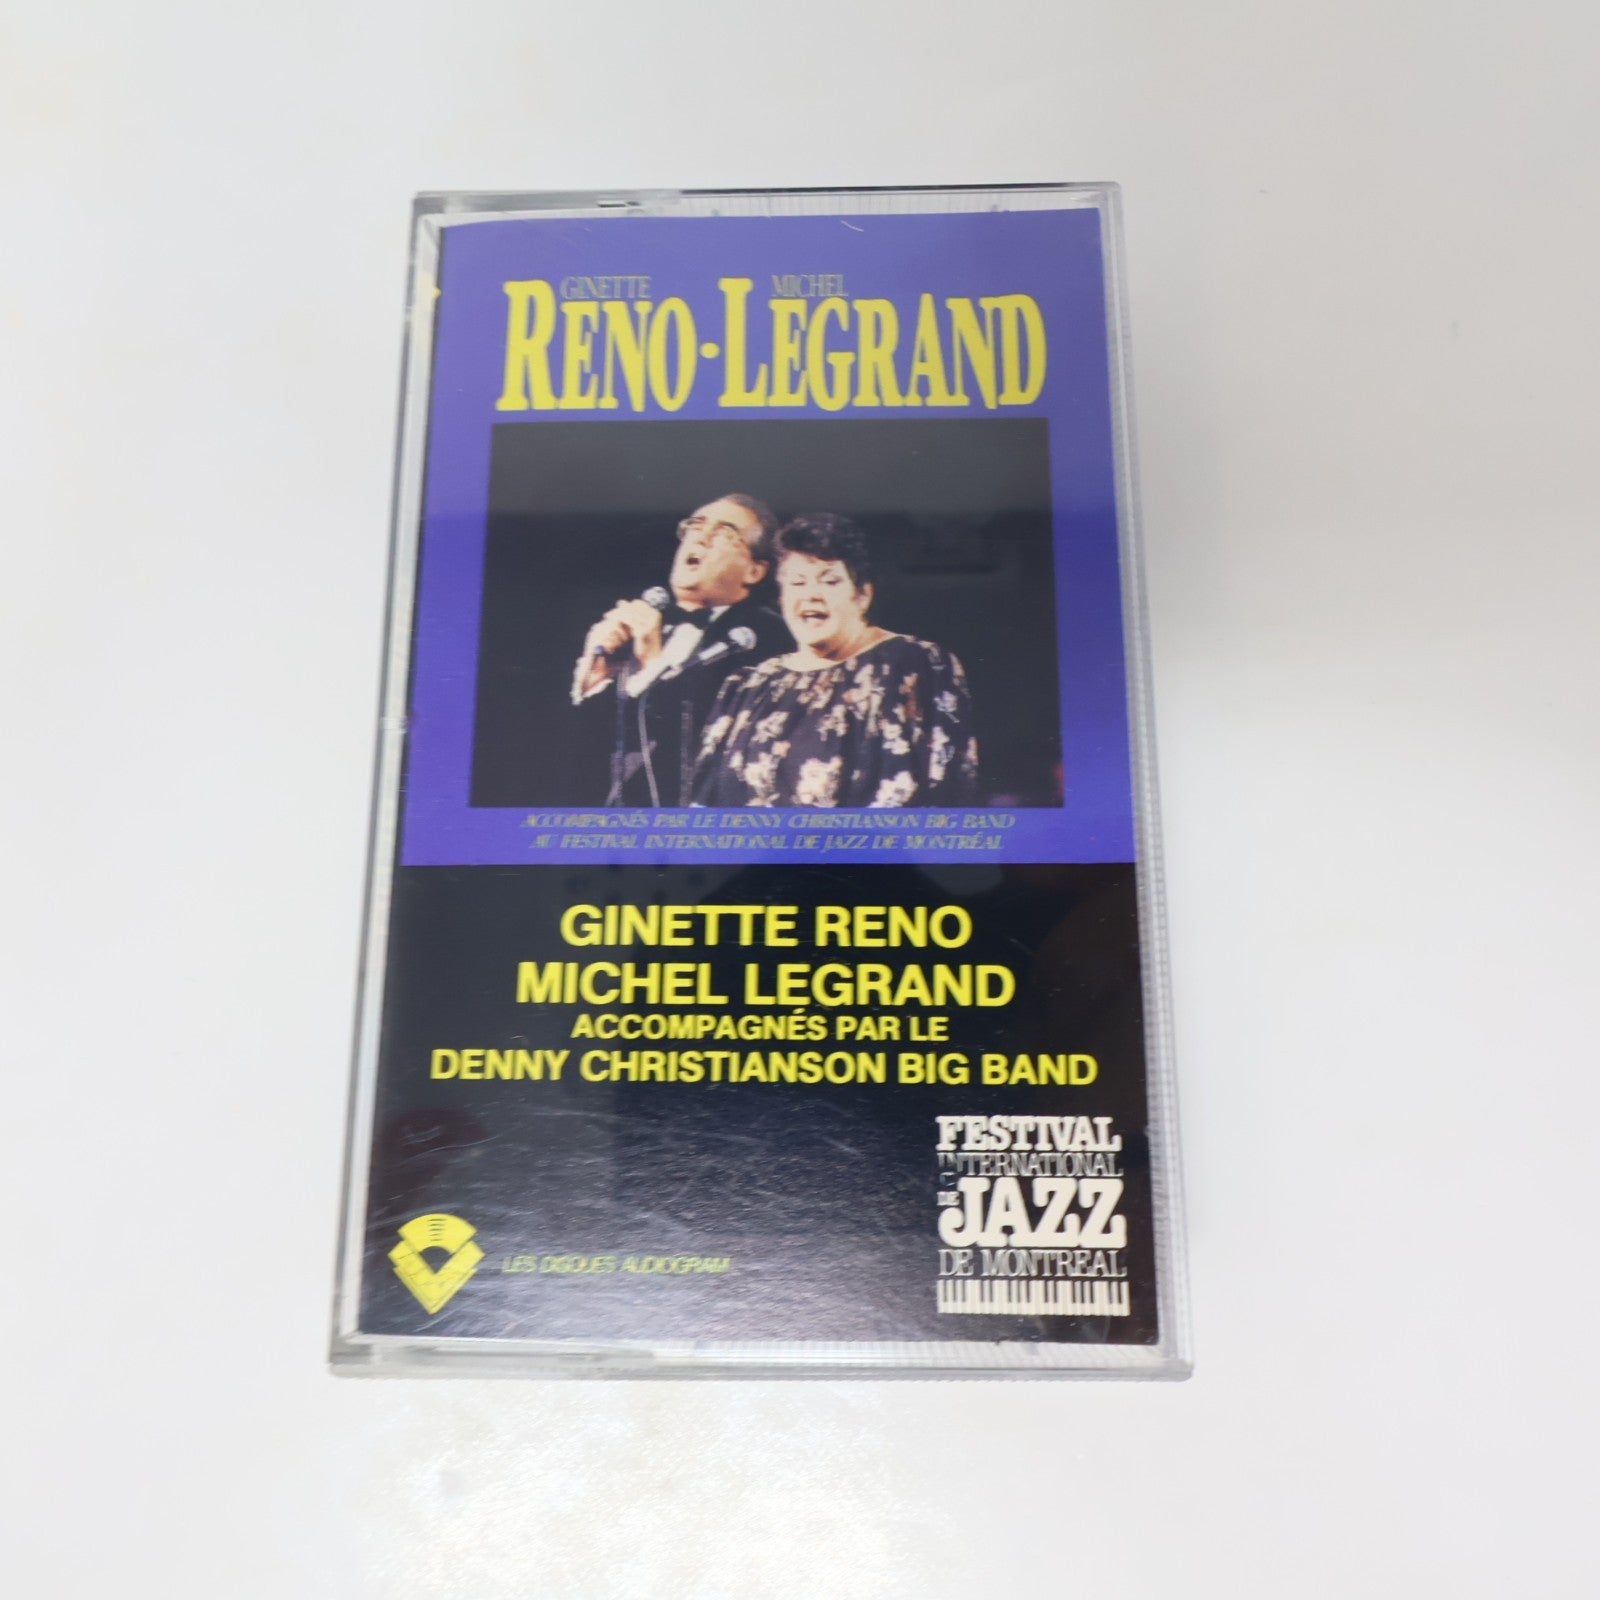 GINETTE MICHEL
RENO·LEGRAND
ACCOMPAGNÉS PAR LE DENNY CHRISTIANSON BIG BAND
AU FESTIVAL INTERNATIONAL DE JAZZ DE MONTRÉAL
GINETTE RENO
MICHEL LEGRAND
ACCOMPAGNÉS PAR LE
DENNY CHRISTIANSON BIG BAND
FESTIVAL
INTERNATIONAL
DE JAZZ
DE MONTRÉAL
LES DISQUES AUDIOGRAM